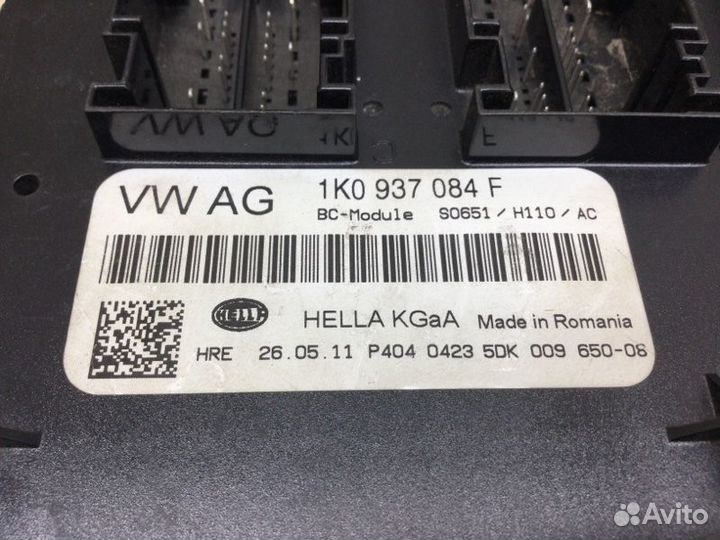 VW AG
1K0 937 084 F
BC-Module S0651 / H110 / AC
HELLA
HELLA KGaA Made in Romania
HRE 26.05.11 P404 0423 5DK 009 650-08
Avito